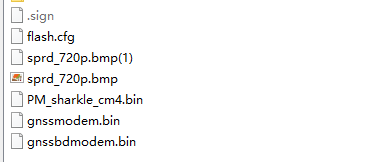 .sign
flash.cfg
sprd_720p.bmp(1)
sprd_720p.bmp
PM_sharkle_cm4.bin
gnssmodem.bin
gnssbdmodem.bin